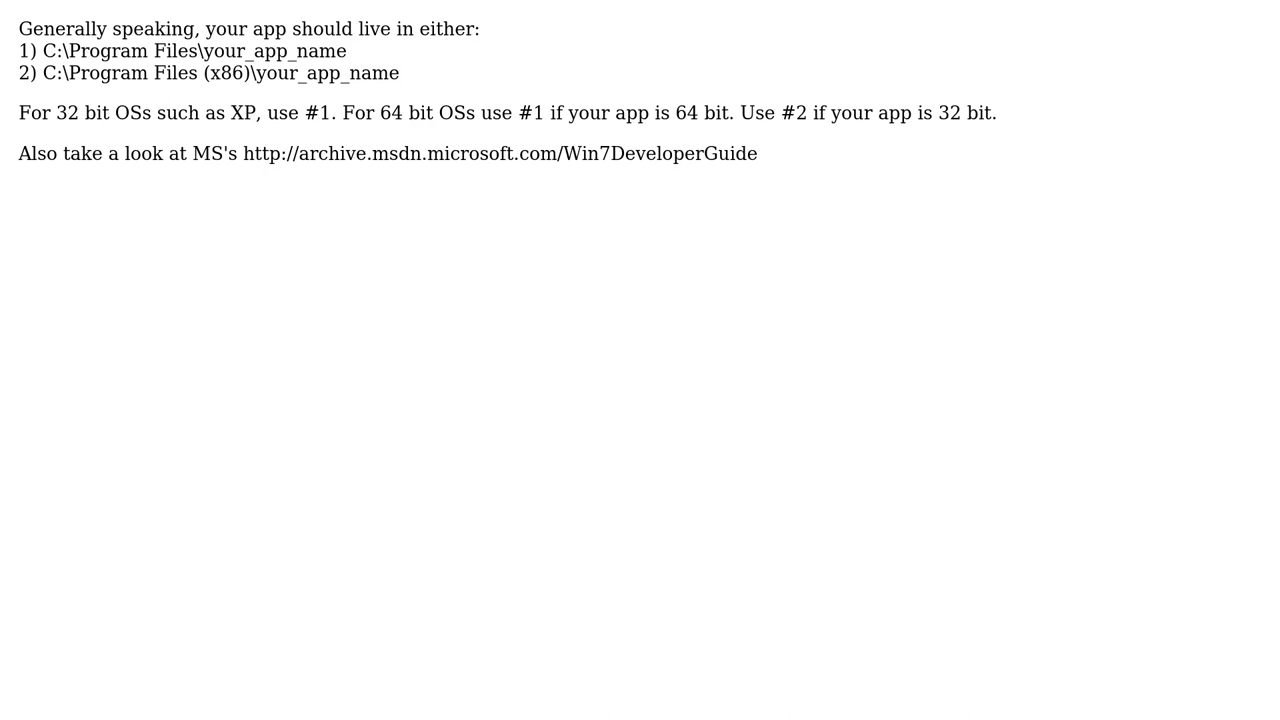 Generally speaking, your app should live in either:
1) C:\Program Files\your_app_name
2) C:\Program Files (x86)\your_app_name
For 32 bit OSs such as XP, use #1. For 64 bit OSs use #1 if your app is 64 bit. Use #2 if your app is 32 bit.
Also take a look at MS's http://archive.msdn.microsoft.com/Win7DeveloperGuide